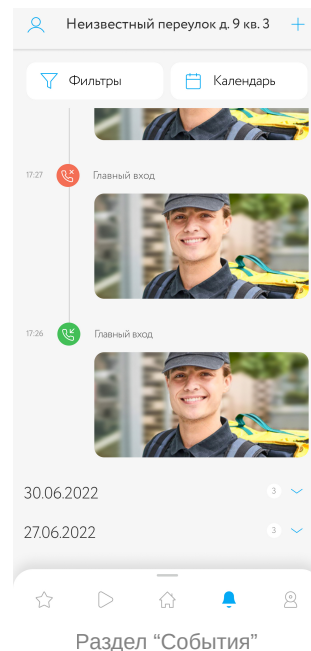 Неизвестный переулок д. 9 кв. 3
Фильтры
Календарь
17:27
Главный вход
17:26
Главный вход
30.06.2022
3
27.06.2022
3
Раздел “События”